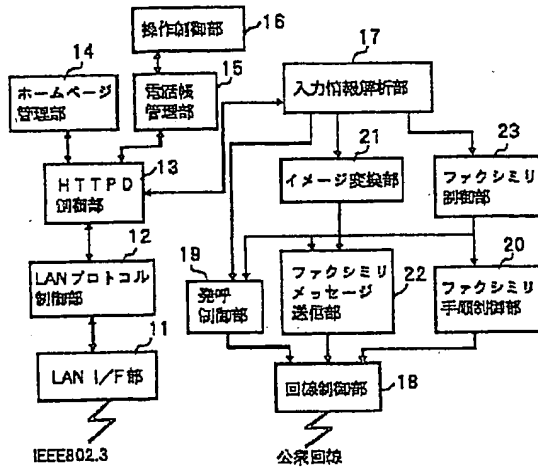 操作制御部
16
14
15
17
ホームページ
管理部
電話帳
管理部
入力情報解析部
13
21
23
HTTPD
制御部
イメージ変換部
ファクシミリ
制御部
12
19
20
LANプロトコル
制御部
発呼
制御部
ファクシミリ
メッセージ
送信部
22
ファクシミリ
手順制御部
11
LAN I/F部
回線制御部
18
IEEE802.3
公衆回線